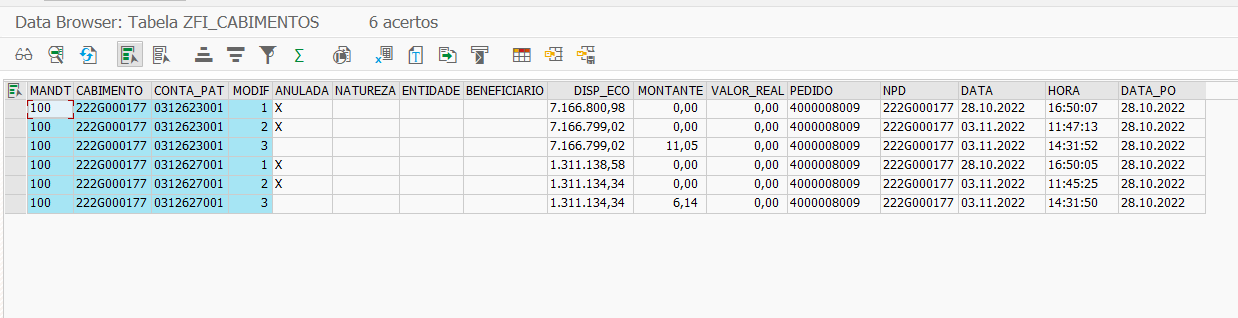 Data Browser: Tabela ZFI_CABIMENTOS 6 acertos
MANDT CABIMENTO CONTA_PAT MODIF ANULADA NATUREZA ENTIDADE BENEFICIARIO DISP_ECO MONTANTE VALOR_REAL PEDIDO NPD DATA HORA DATA_PO
100 222G000177 0312623001 1 X 7.166.800,98 0,00 0,00 4000008009 222G000177 28.10.2022 16:50:07 28.10.2022
100 222G000177 0312623001 2 X 7.166.799,02 0,00 0,00 4000008009 222G000177 03.11.2022 11:47:13 28.10.2022
100 222G000177 0312623001 3 7.166.799,02 11,05 0,00 4000008009 222G000177 03.11.2022 14:31:52 28.10.2022
100 222G000177 0312627001 1 X 1.311.138,58 0,00 0,00 4000008009 222G000177 28.10.2022 16:50:05 28.10.2022
100 222G000177 0312627001 2 X 1.311.134,34 0,00 0,00 4000008009 222G000177 03.11.2022 11:45:25 28.10.2022
100 222G000177 0312627001 3 1.311.134,34 6,14 0,00 4000008009 222G000177 03.11.2022 14:31:50 28.10.2022